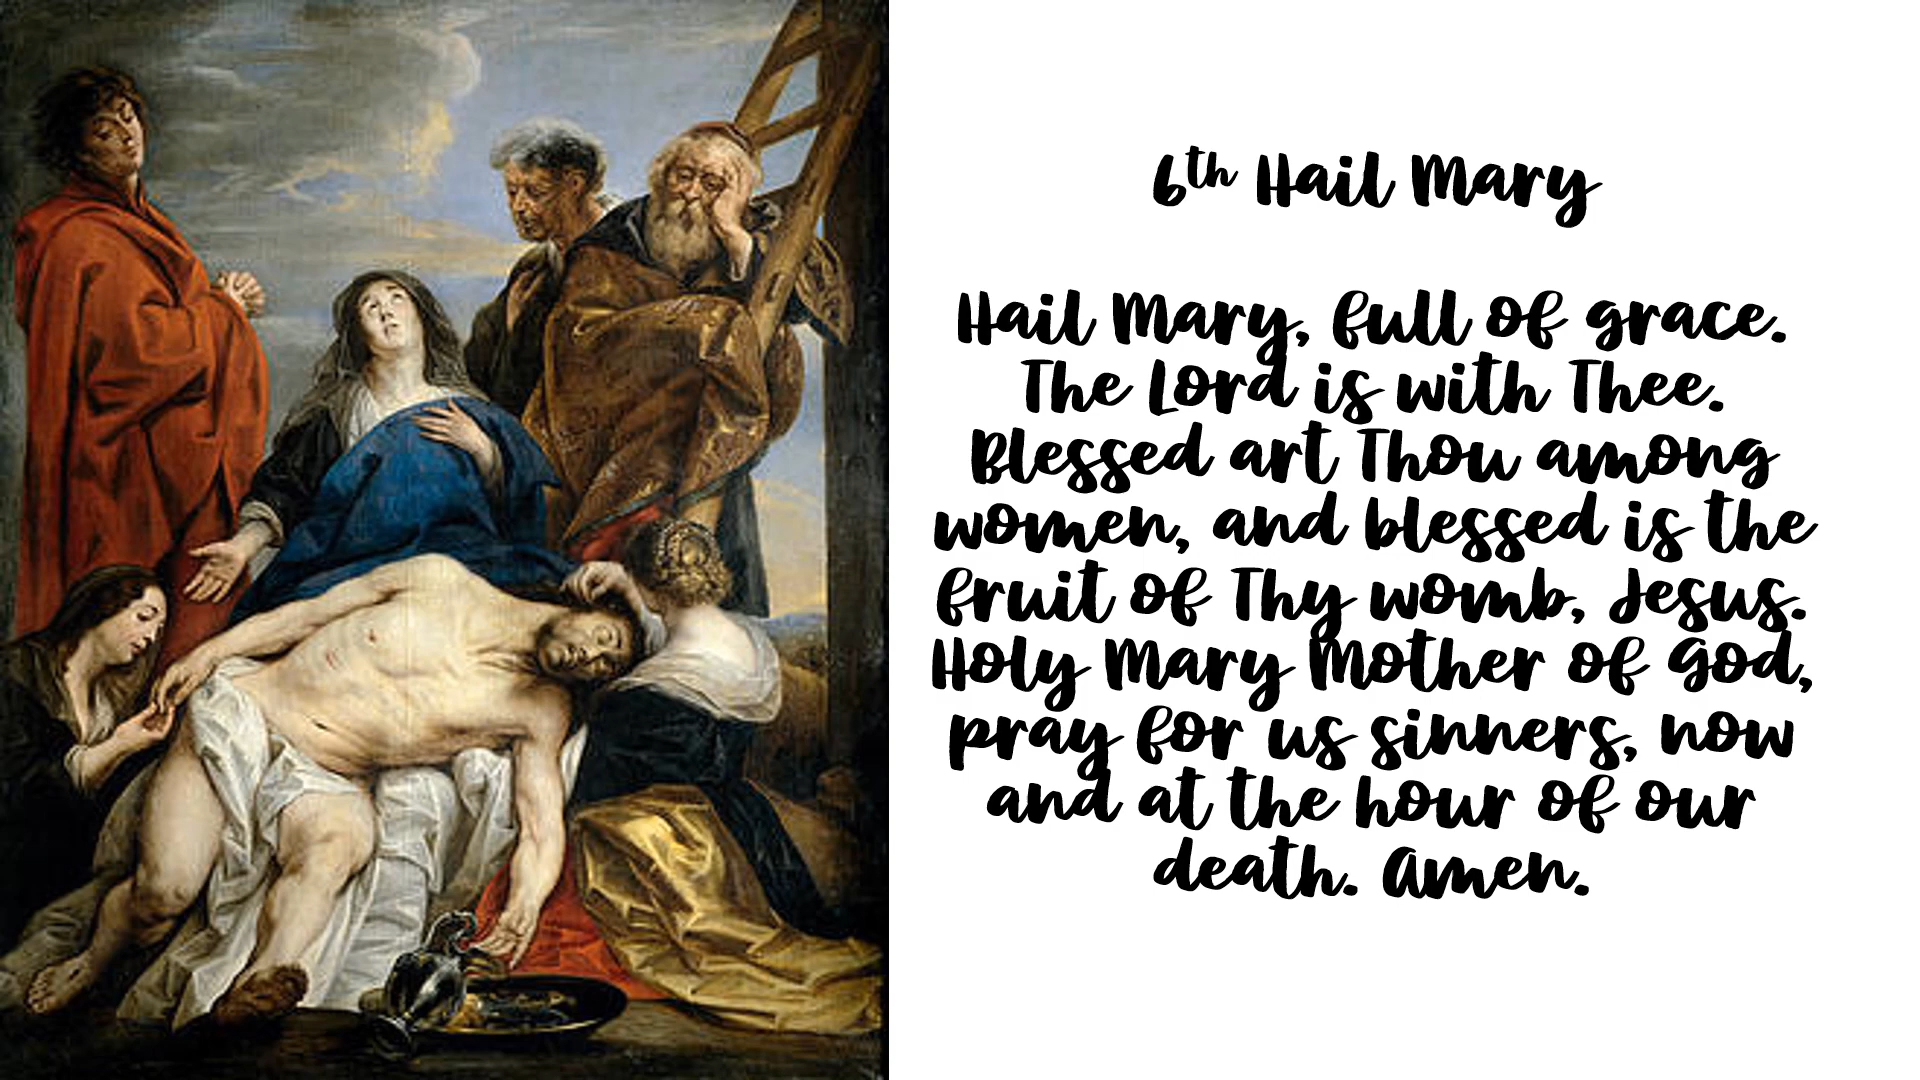 6th Hail Mary
Hail Mary, full of grace.
The Lord is with Thee.
Blessed art Thou among
women, and blessed is the
fruit of Thy womb, Jesus.
Holy Mary Mother of God,
pray for us sinners, now
and at the hour of our
death. Amen.